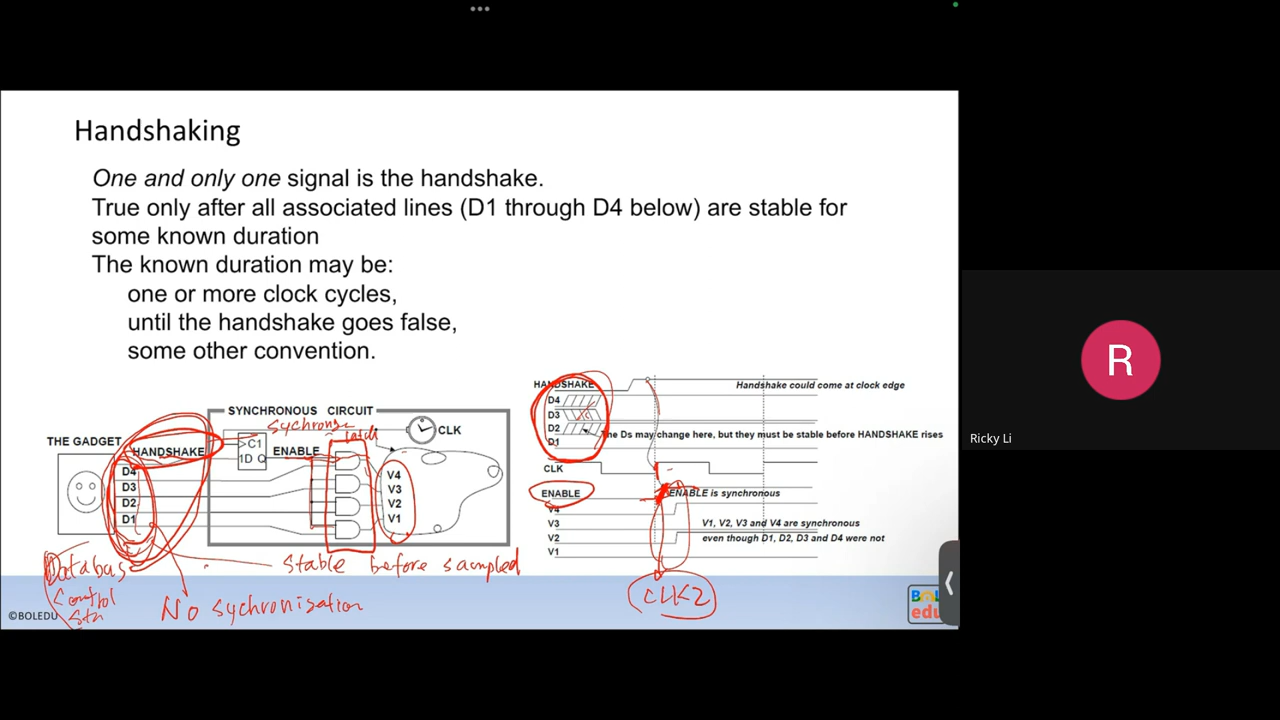 Handshaking
One and only one signal is the handshake.
True only after all associated lines (D1 through D4 below) are stable for
some known duration
The known duration may be:
one or more clock cycles,
until the handshake goes false,
some other convention.
SYNCHRONOUS CIRCUIT
CLK
THE GADGET
HANDSHAKE
C1
1D Q
ENABLE
latch
D4
D3
D2
D1
V4
V3
V2
V1
Databus
Control
stable before sampled
No sychronisation
HANDSHAKE
Handshake could come at clock edge
D4
D3
D2
D1
The Ds may change here, but they must be stable before HANDSHAKE rises
CLK
ENABLE
ENABLE is synchronous
V4
V3
V1, V2, V3 and V4 are synchronous
V2
even though D1, D2, D3 and D4 were not
V1
CLK2
©BOLEDU
edu
R
Ricky Li